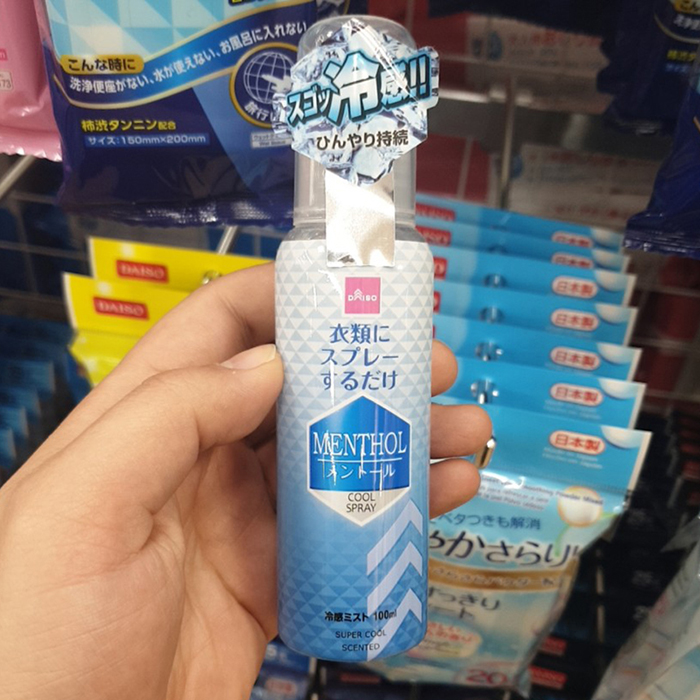 こんな時に
洗浄便座がない、水が使えない、お風呂に入れない
柿渋タンニン配合
サイズ：150mm×200mm
スゴッ冷感!!
ひんやり持続
DAISO
衣類に
スプレー
するだけ
MENTHOL
メントール
COOL
SPRAY
冷感ミスト 100ml
SUPER COOL
SCENTED
DAISO
DAISO
日本製
日本製
日本製
日本製
日本製
日本製
ベタつきも解消
かさらり
20